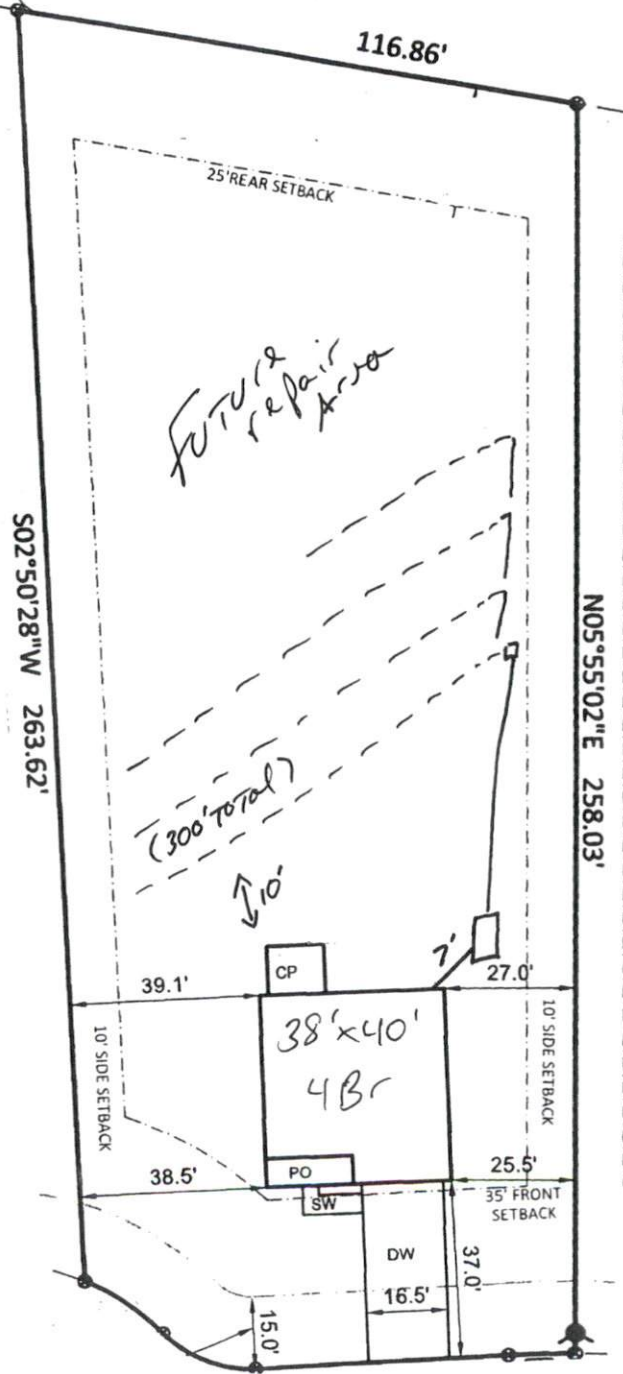 116.86'
25'REAR SETBACK
FUTURE
repair
Area
S02°50'28"W 263.62'
N05°55'02"E 258.03'
(300' TOTAL)
10'
7'
CP
39.1'
27.0'
38'x40'
4Br
10' SIDE SETBACK
10' SIDE SETBACK
PO
38.5'
25.5'
SW
35' FRONT
SETBACK
DW
37.0'
16.5'
15.0'